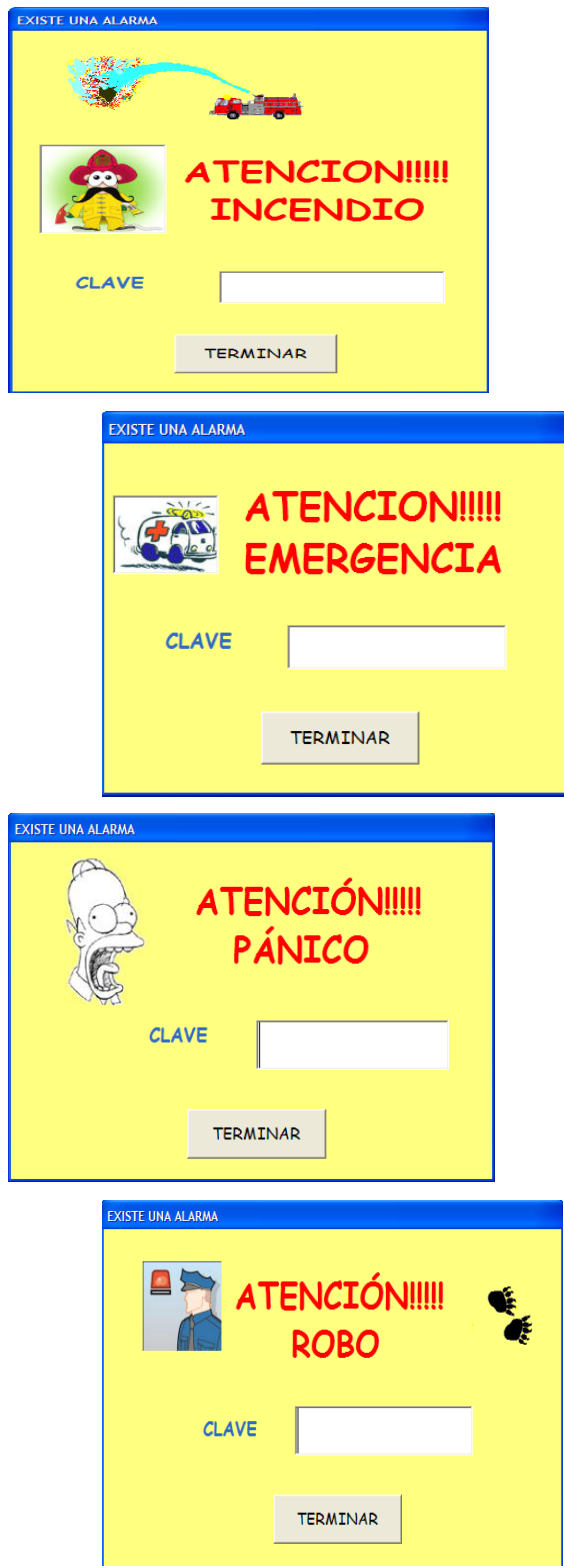 EXISTE UNA ALARMA
ATENCION!!!!!
INCENDIO
CLAVE
TERMINAR
EXISTE UNA ALARMA
ATENCION!!!!!
EMERGENCIA
CLAVE
TERMINAR
EXISTE UNA ALARMA
ATENCIÓN!!!!!
PÁNICO
CLAVE
TERMINAR
EXISTE UNA ALARMA
ATENCIÓN!!!!!
ROBO
CLAVE
TERMINAR